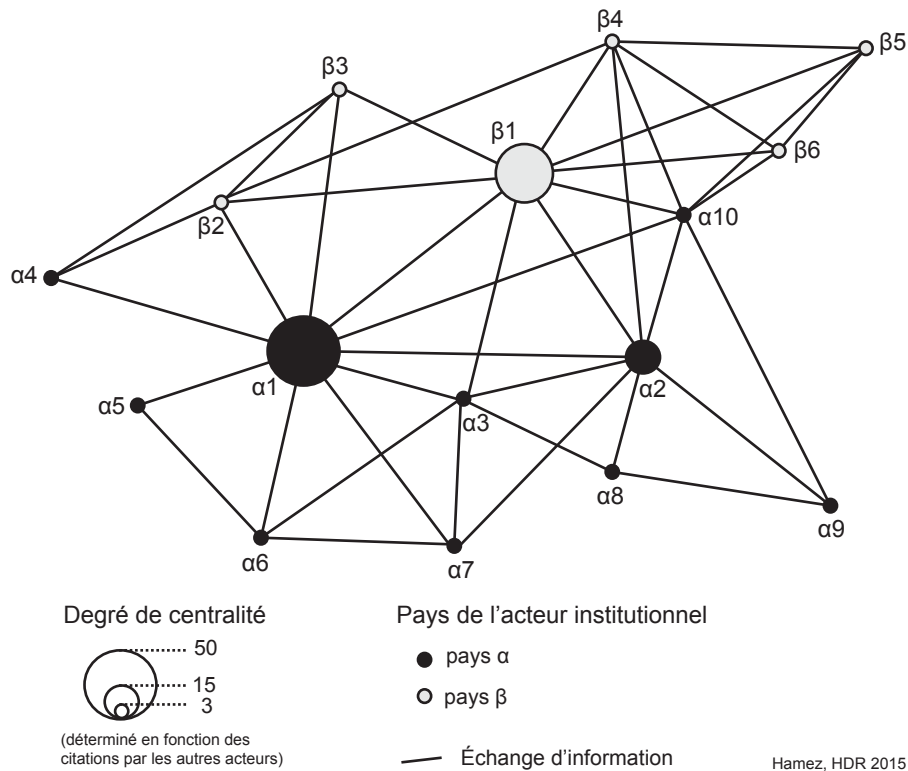 β4
β5
β3
β1
β6
β2
α10
α4
α1
α2
α5
α3
α8
α9
α6
α7
Degré de centralité
50
15
3
(déterminé en fonction des
citations par les autres acteurs)
Pays de l’acteur institutionnel
pays α
pays β
Échange d’information
Hamez, HDR 2015